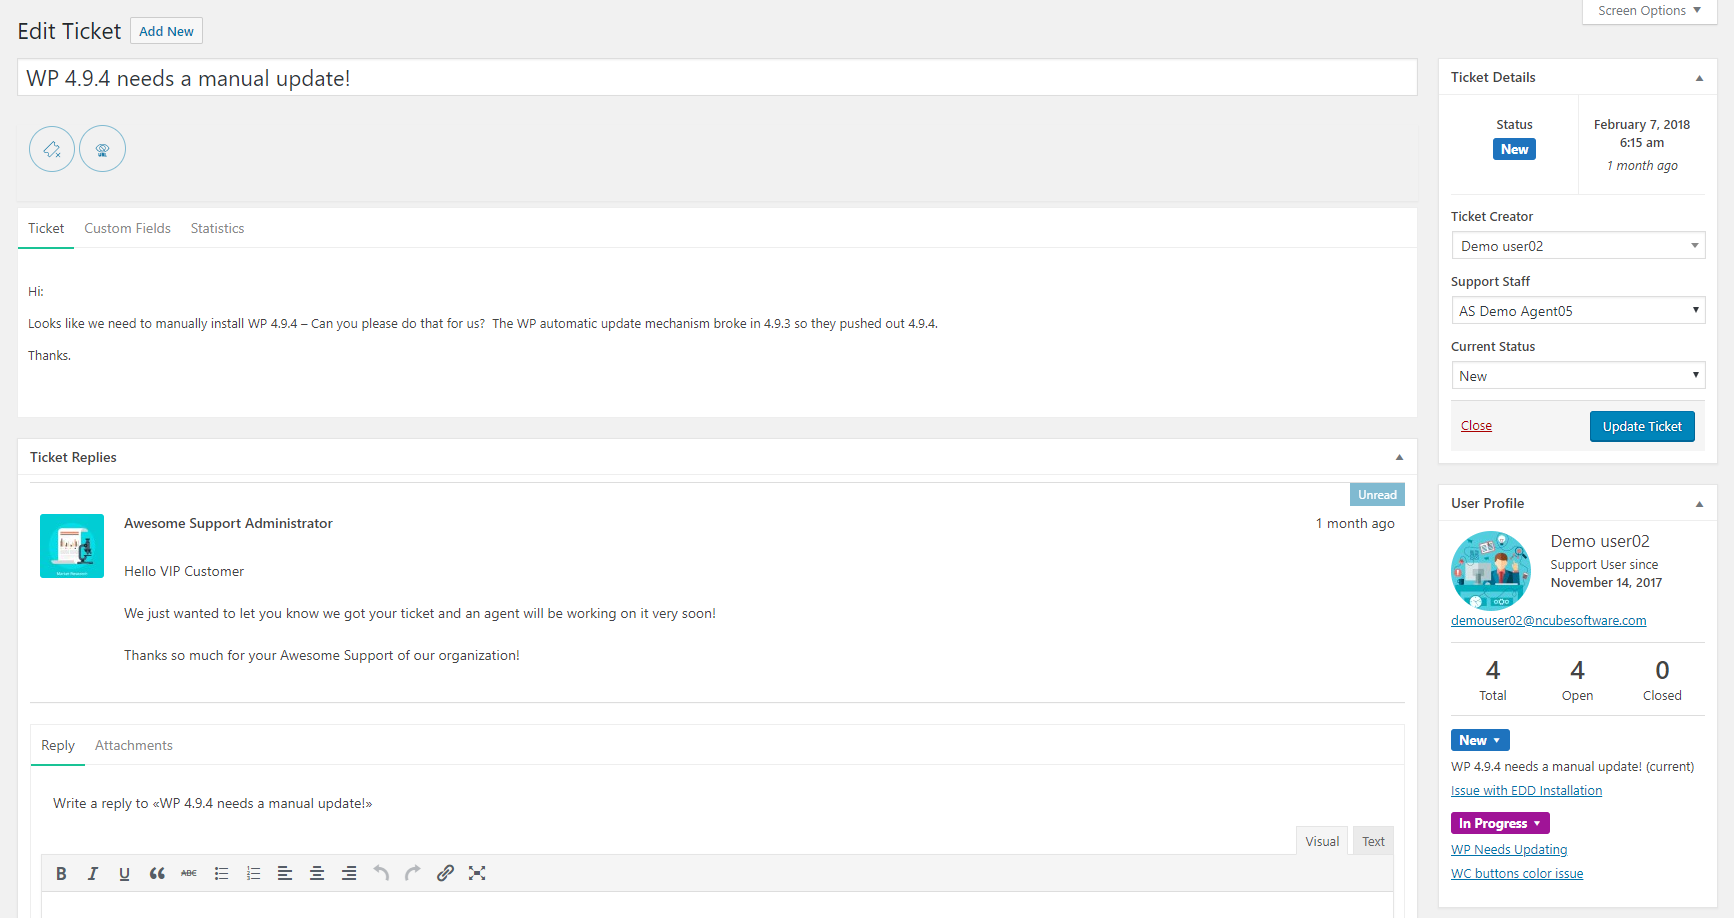 Screen Options
Edit Ticket
Add New
WP 4.9.4 needs a manual update!
URL
Ticket Custom Fields Statistics
Hi:
Looks like we need to manually install WP 4.9.4 – Can you please do that for us?  The WP automatic update mechanism broke in 4.9.3 so they pushed out 4.9.4.
Thanks.
Ticket Replies
Unread
Awesome Support Administrator
1 month ago
Hello VIP Customer
We just wanted to let you know we got your ticket and an agent will be working on it very soon!
Thanks so much for your Awesome Support of our organization!
Reply Attachments
Write a reply to «WP 4.9.4 needs a manual update!»
Visual Text
B I U ABC
Ticket Details
Status
New
February 7, 2018
6:15 am
1 month ago
Ticket Creator
Demo user02
Support Staff
AS Demo Agent05
Current Status
New
Close
Update Ticket
User Profile
Demo user02
Support User since
November 14, 2017
demouser02@ncubesoftware.com
4 4 0
Total Open Closed
New
WP 4.9.4 needs a manual update! (current)
Issue with EDD Installation
In Progress
WP Needs Updating
WC buttons color issue